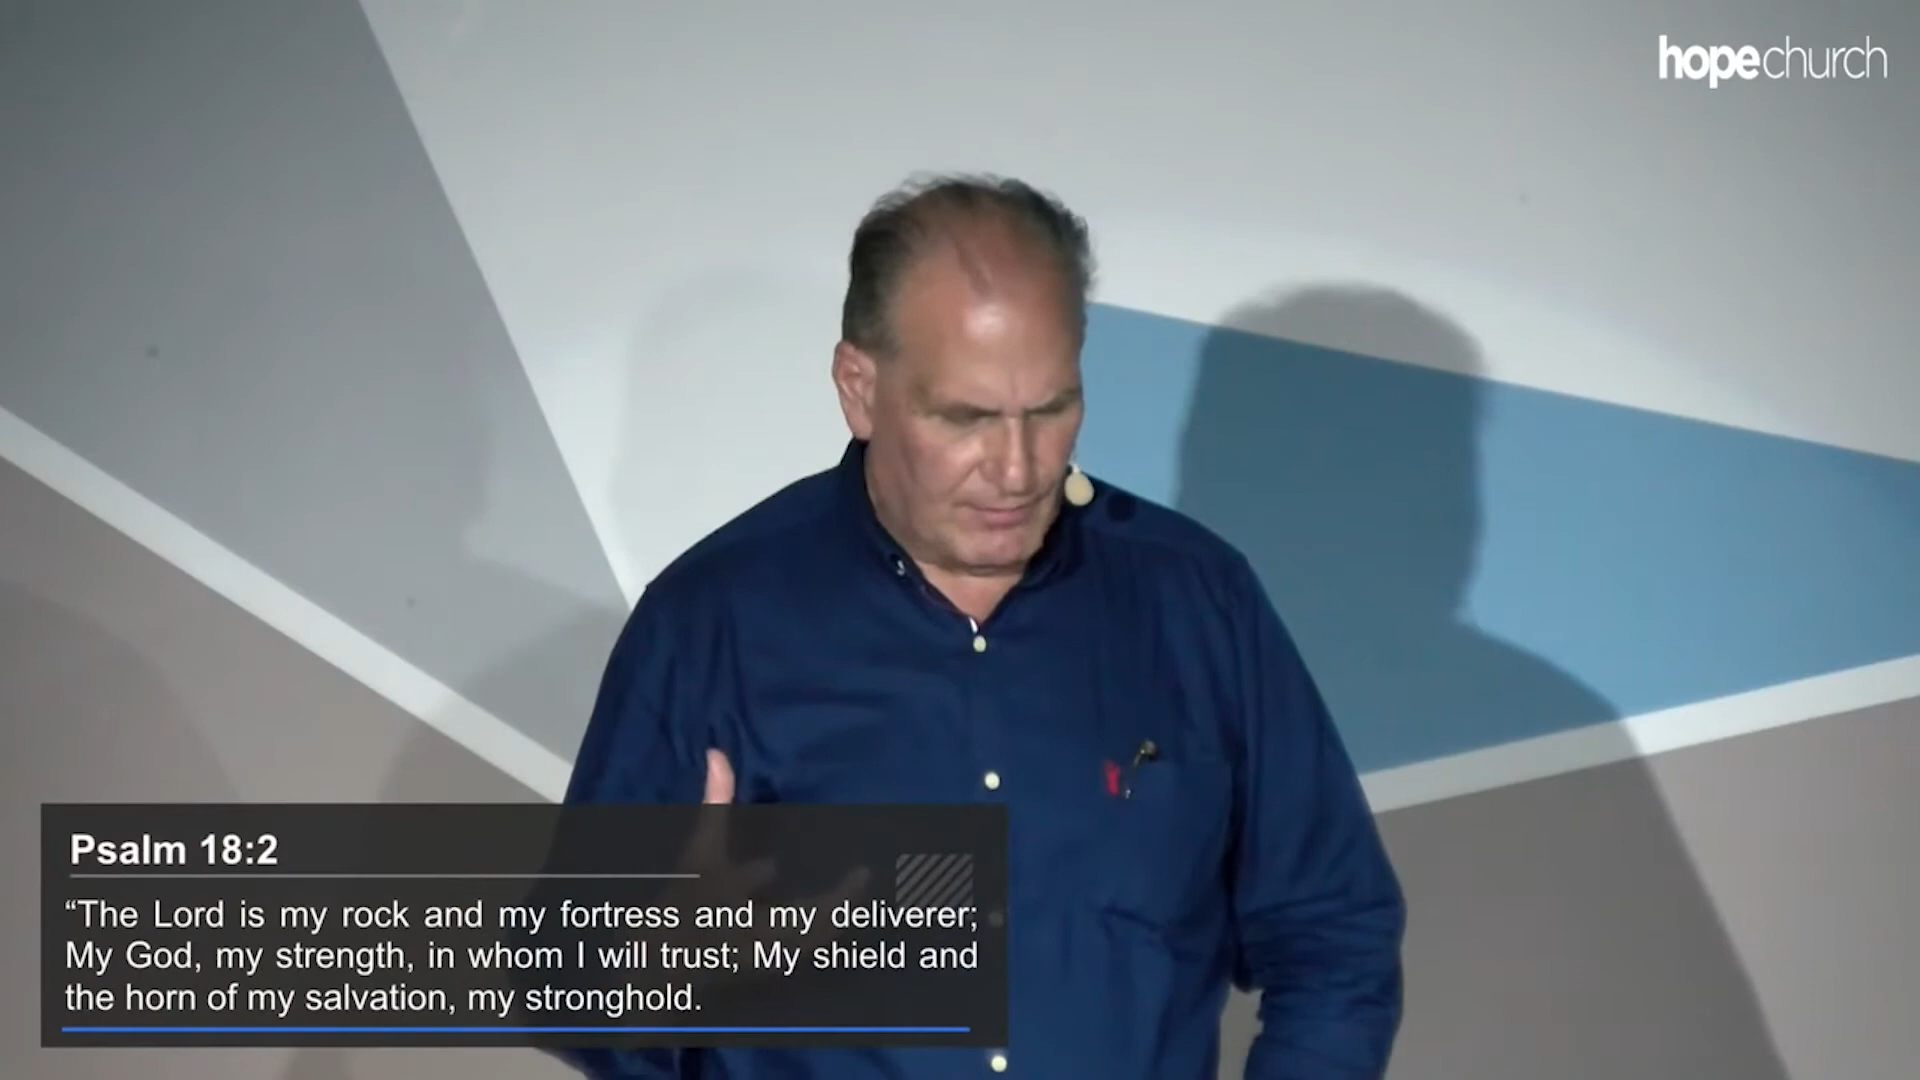 hopechurch
Psalm 18:2
“The Lord is my rock and my fortress and my deliverer;
My God, my strength, in whom I will trust; My shield and
the horn of my salvation, my stronghold.